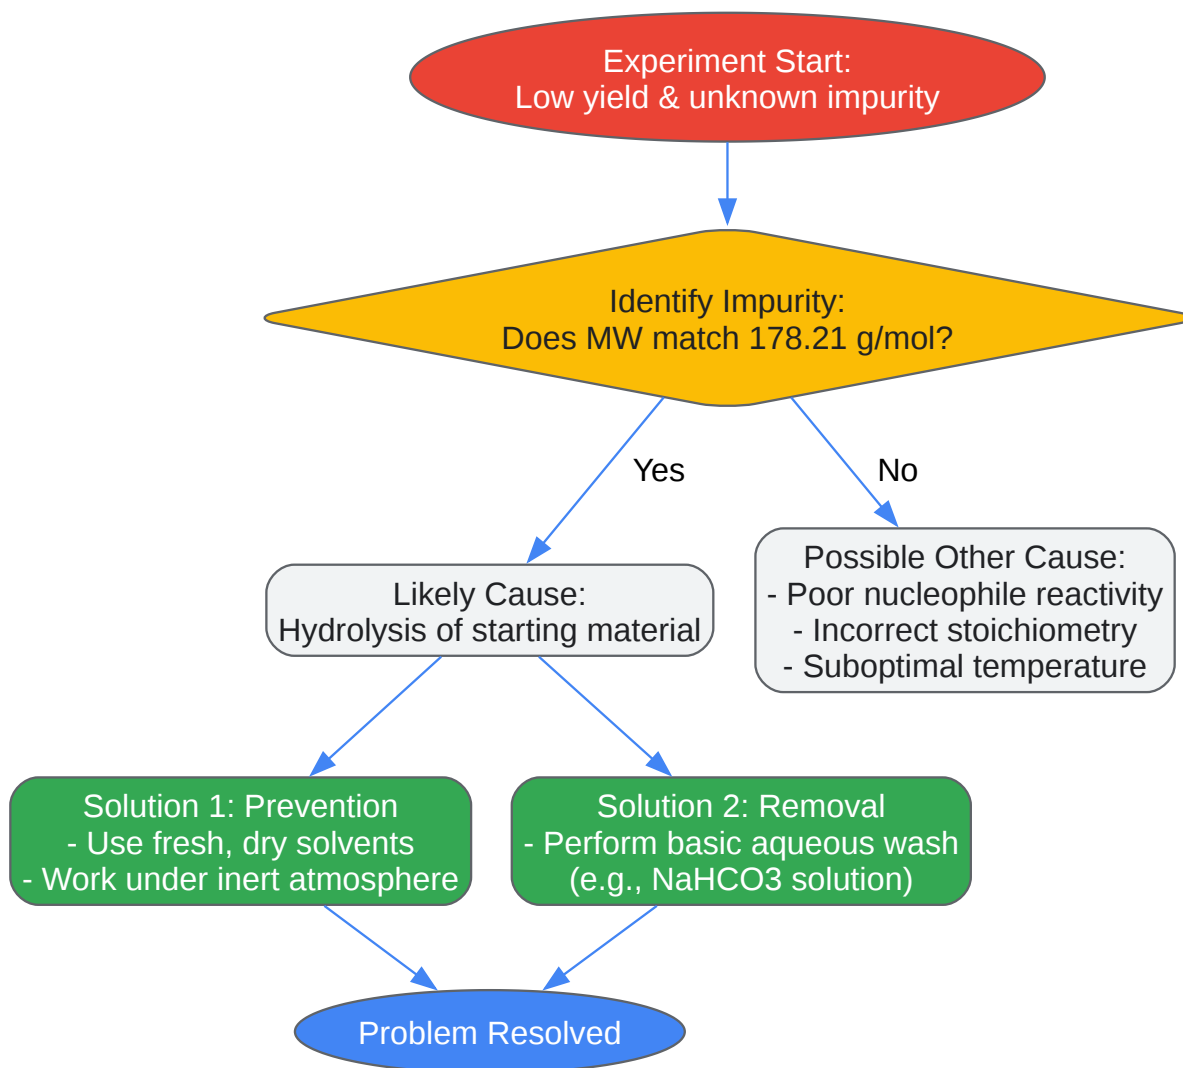 Experiment Start:
Low yield & unknown impurity
Identify Impurity:
Does MW match 178.21 g/mol?
Yes
No
Possible Other Cause:
- Poor nucleophile reactivity
- Incorrect stoichiometry
- Suboptimal temperature
Likely Cause:
Hydrolysis of starting material
Solution 1: Prevention
- Use fresh, dry solvents
- Work under inert atmosphere
Solution 2: Removal
- Perform basic aqueous wash
(e.g., NaHCO3 solution)
Problem Resolved